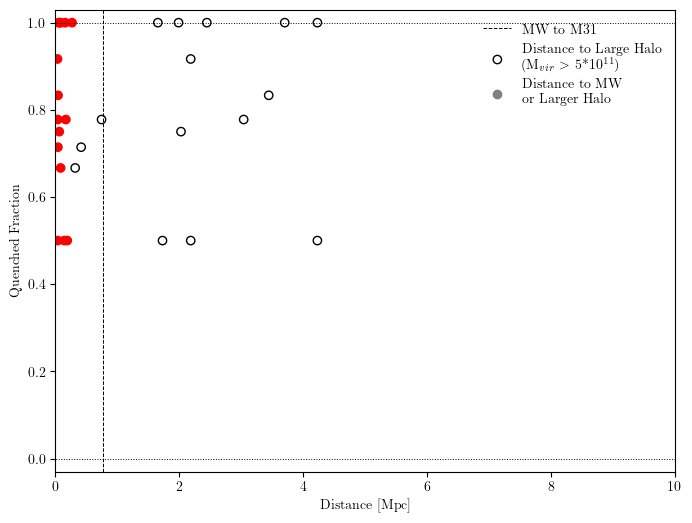 MW to M31
Distance to Large Halo
(M_vir > 5*10^11)
Distance to MW
or Larger Halo
1.0
0.8
0.6
0.4
0.2
0.0
Quenched Fraction
0 2 4 6 8 10
Distance [Mpc]